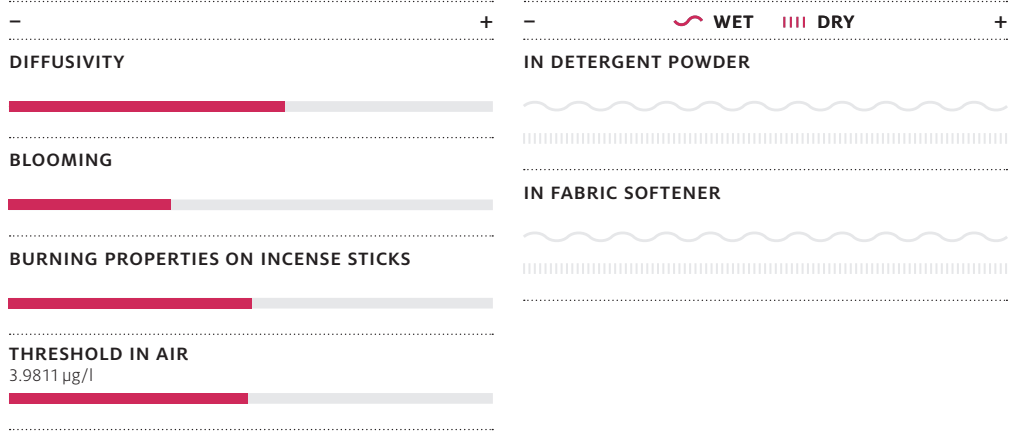 – +
DIFFUSIVITY
BLOOMING
BURNING PROPERTIES ON INCENSE STICKS
THRESHOLD IN AIR
3.9811 µg/l
– WET DRY +
IN DETERGENT POWDER
IN FABRIC SOFTENER